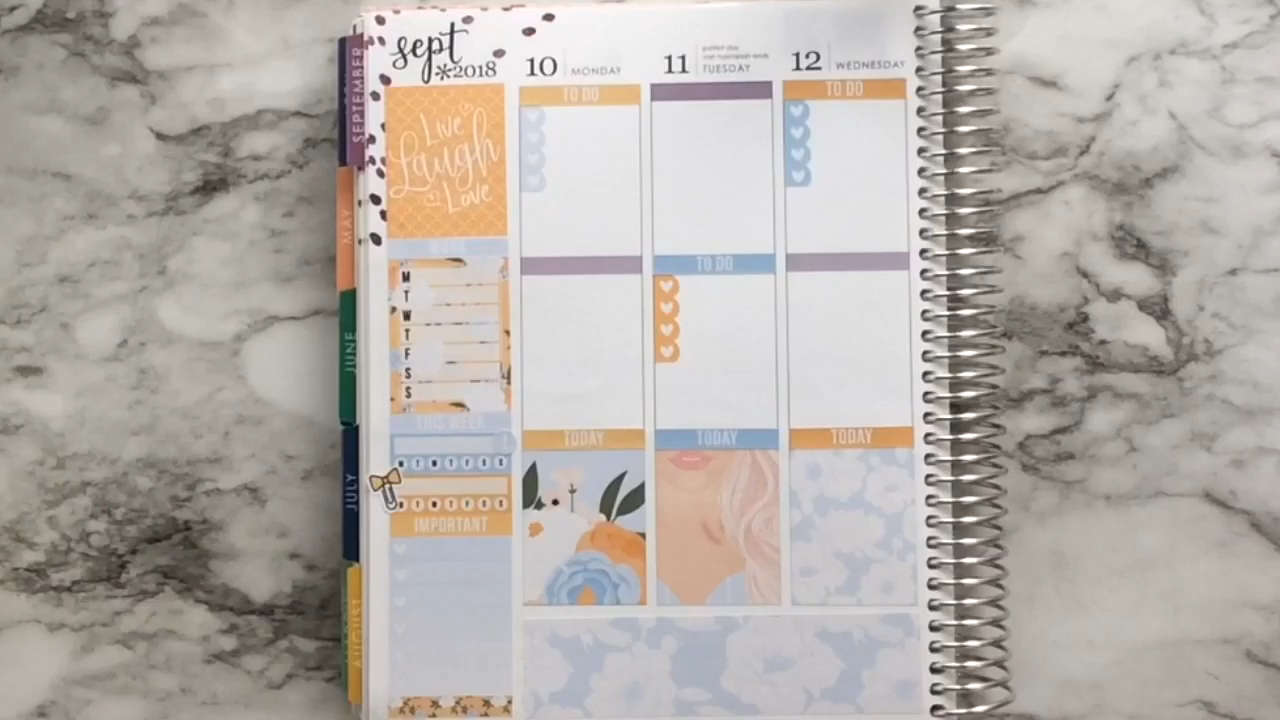 sept
*2018
10 MONDAY
11 TUESDAY
12 WEDNESDAY
SEPTEMBER
MAY
JUNE
JULY
AUGUST
Live
Laugh
Love
M
T
W
T
F
S
S
THIS WEEK
M T W T F S S
M T W T F S S
IMPORTANT
TO DO
TODAY
TO DO
TODAY
TO DO
TODAY